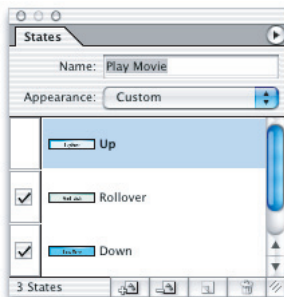 States
Name: Play Movie
Appearance: Custom
Up
Rollover
Down
3 States